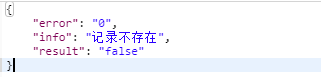 {
    "error": "0",
    "info": "记录不存在",
    "result": "false"
}